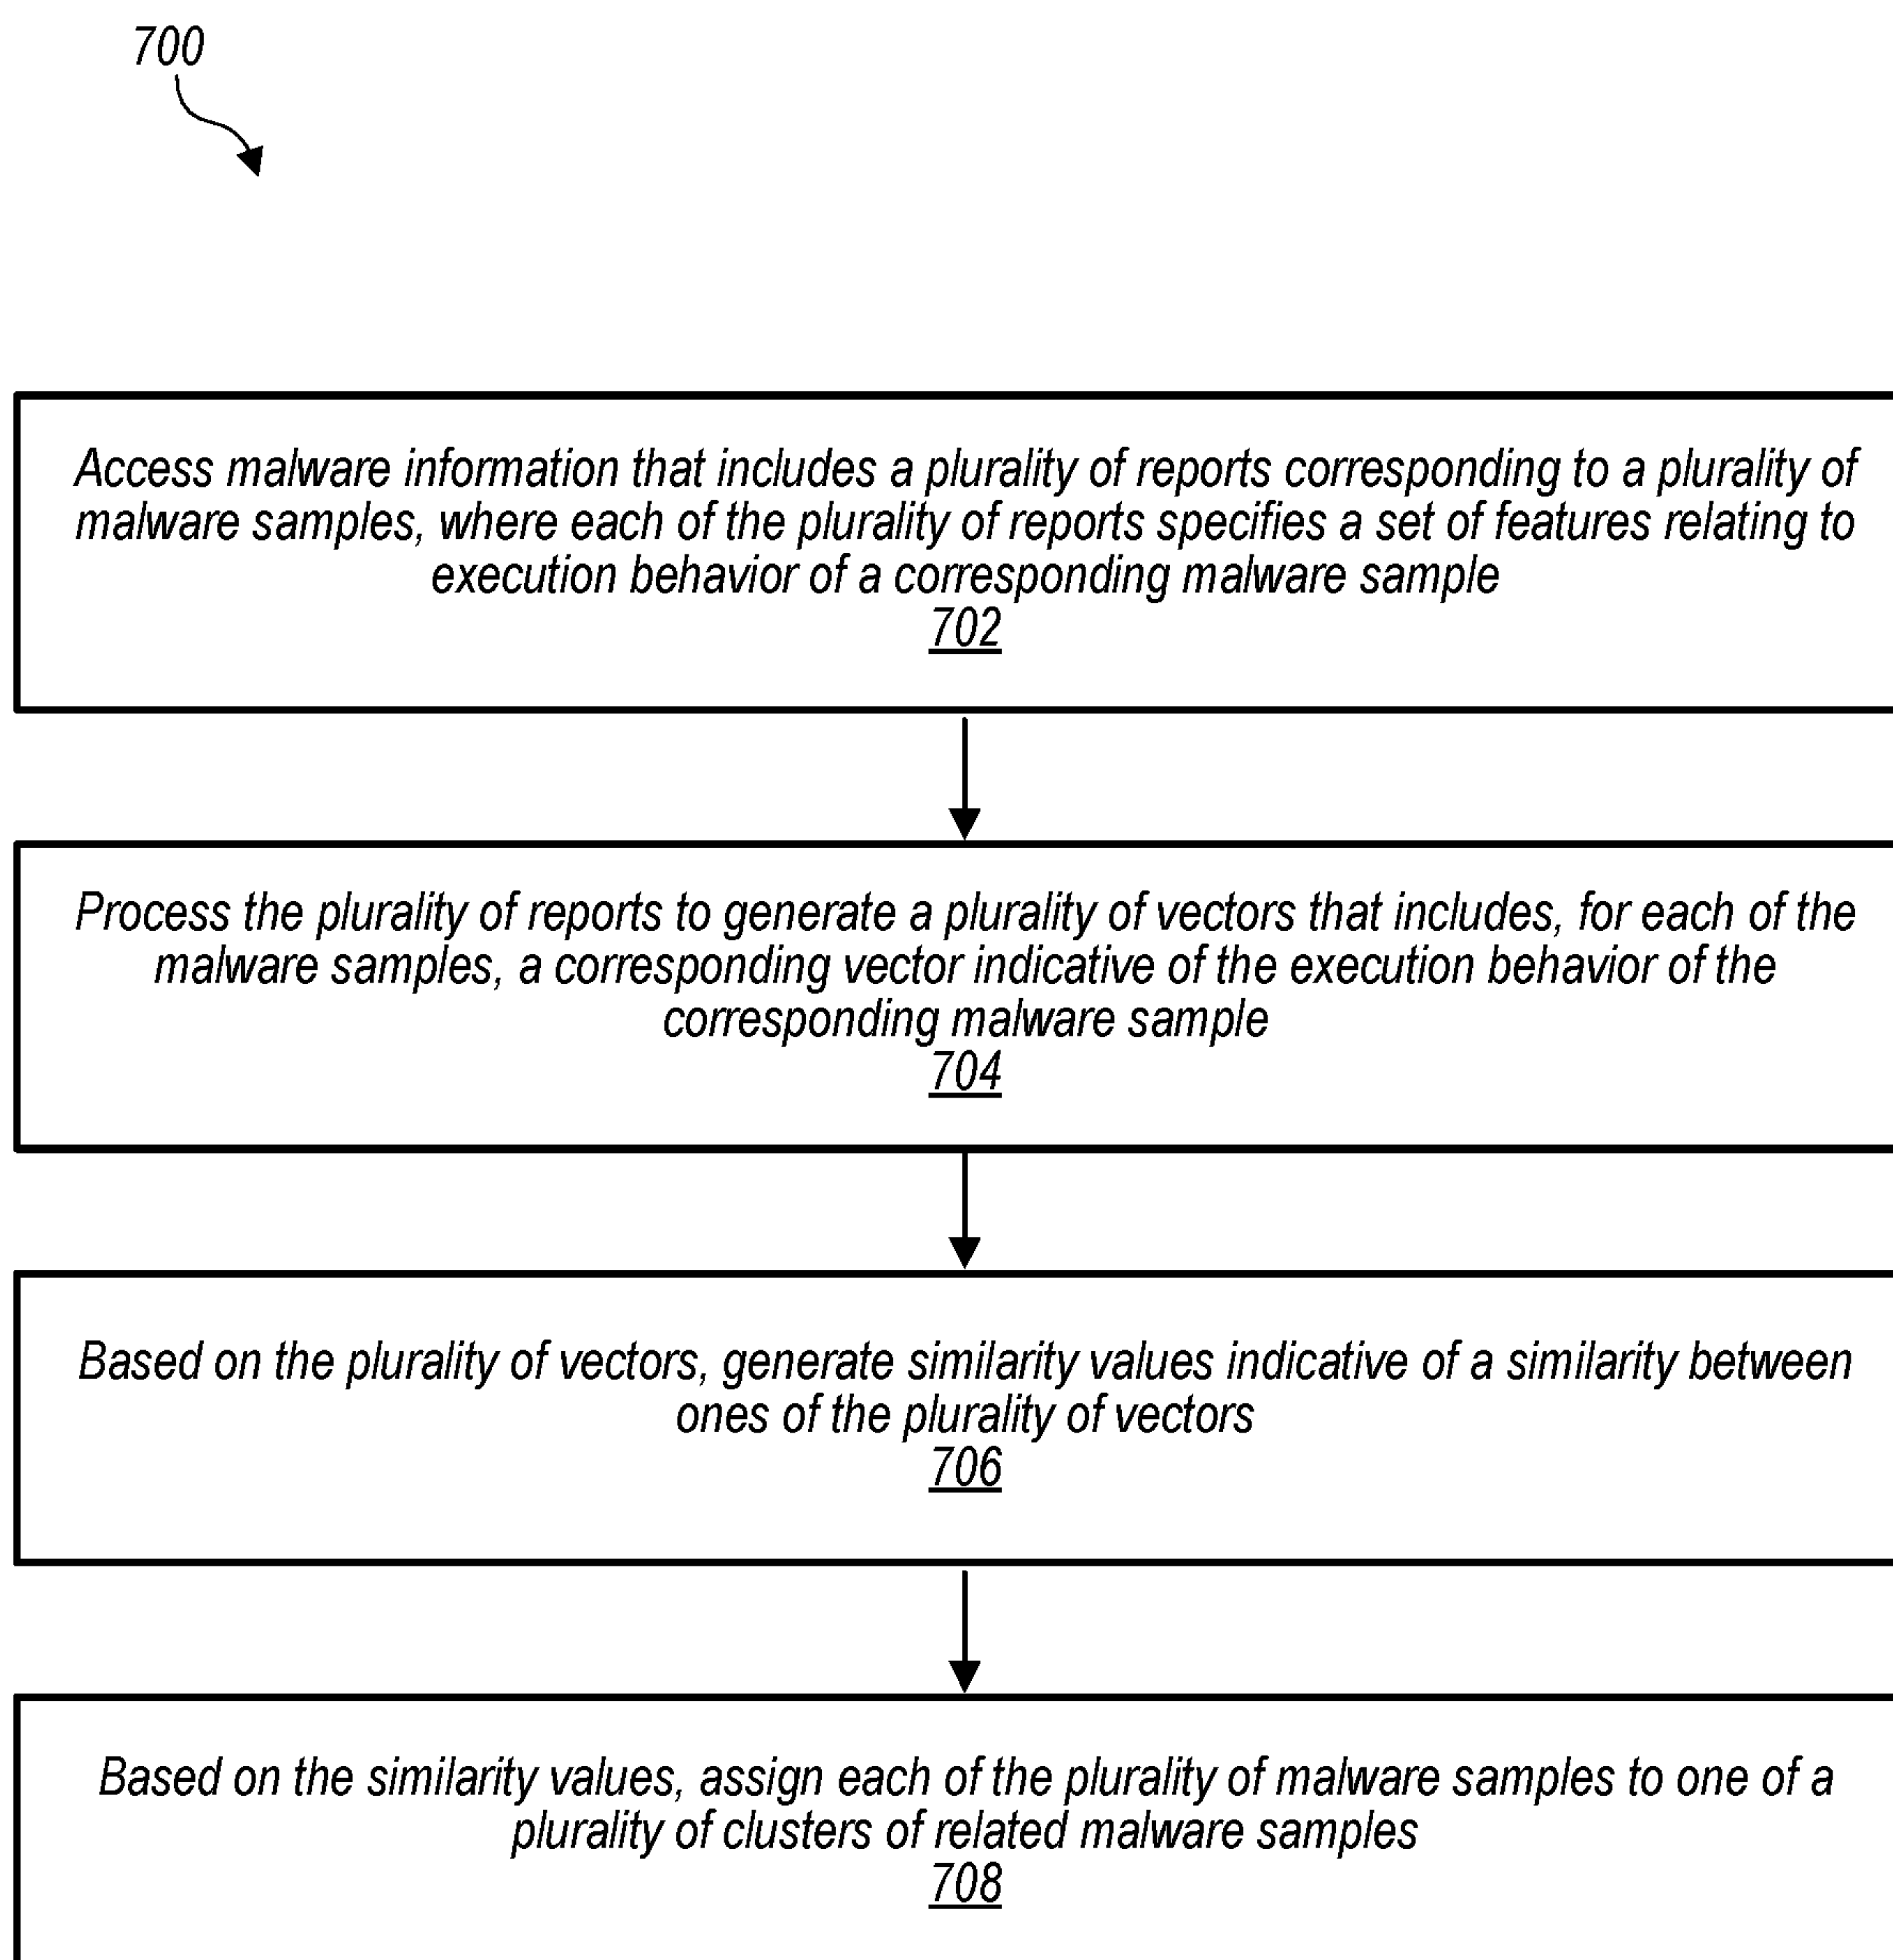 700
Access malware information that includes a plurality of reports corresponding to a plurality of
malware samples, where each of the plurality of reports specifies a set of features relating to
execution behavior of a corresponding malware sample
702
Process the plurality of reports to generate a plurality of vectors that includes, for each of the
malware samples, a corresponding vector indicative of the execution behavior of the
corresponding malware sample
704
Based on the plurality of vectors, generate similarity values indicative of a similarity between
ones of the plurality of vectors
706
Based on the similarity values, assign each of the plurality of malware samples to one of a
plurality of clusters of related malware samples
708